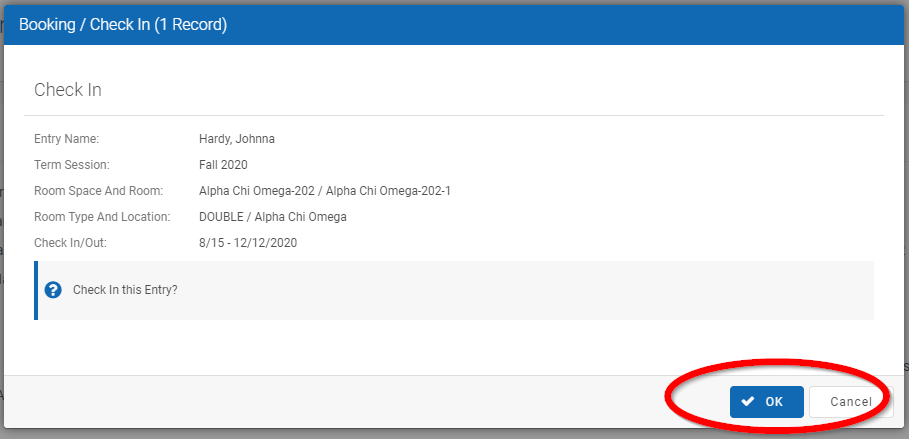 Booking / Check In (1 Record)
Check In
Entry Name: Hardy, Johnna
Term Session: Fall 2020
Room Space And Room: Alpha Chi Omega-202 / Alpha Chi Omega-202-1
Room Type And Location: DOUBLE / Alpha Chi Omega
Check In/Out: 8/15 - 12/12/2020
? Check In this Entry?
OK Cancel